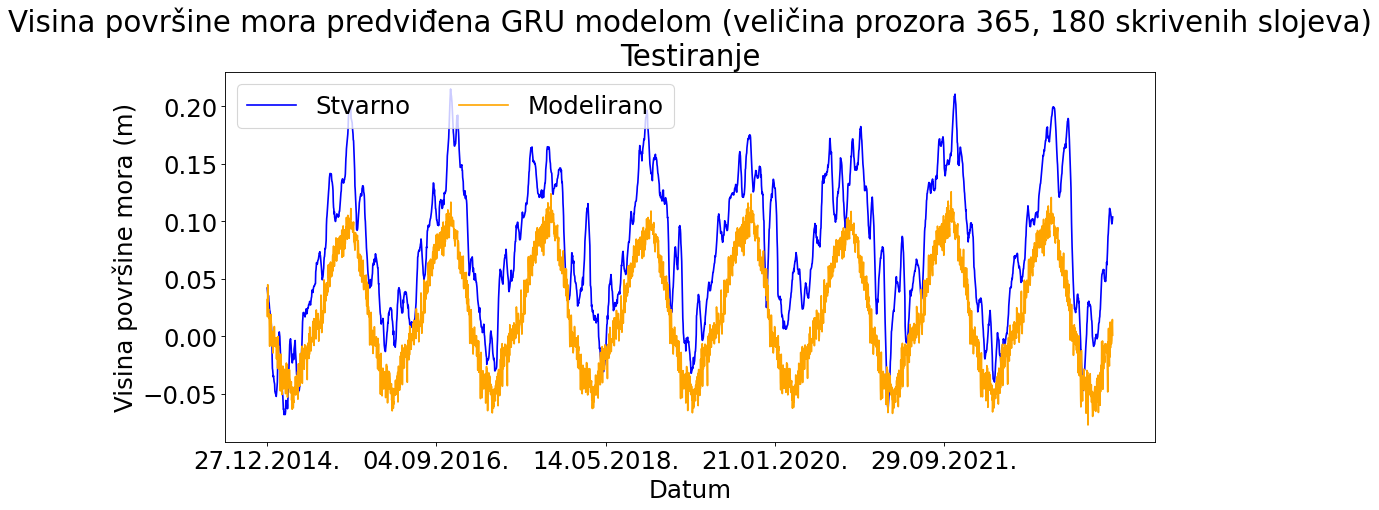 Visina površine mora predviđena GRU modelom (veličina prozora 365, 180 skrivenih slojeva)
Testiranje
Stvarno
Modelirano
Visina površine mora (m)
0.20
0.15
0.10
0.05
0.00
−0.05
27.12.2014.
04.09.2016.
14.05.2018.
21.01.2020.
29.09.2021.
Datum